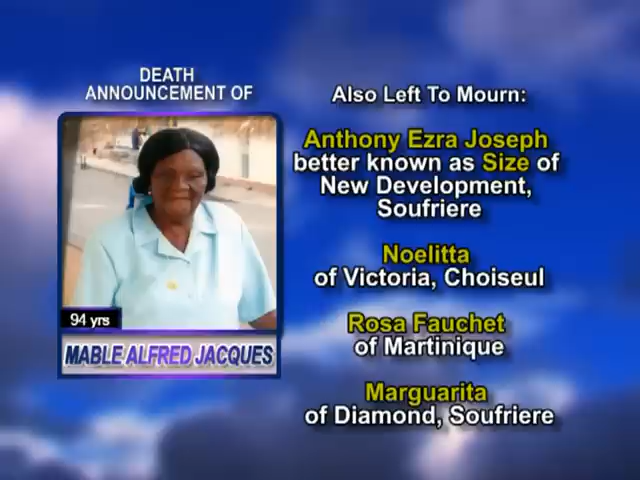 DEATH
ANNOUNCEMENT OF
94 yrs
MABLE ALFRED JACQUES
Also Left To Mourn:
Anthony Ezra Joseph
better known as Size of
New Development,
Soufriere
Noelitta
of Victoria, Choiseul
Rosa Fauchet
of Martinique
Marguarita
of Diamond, Soufriere